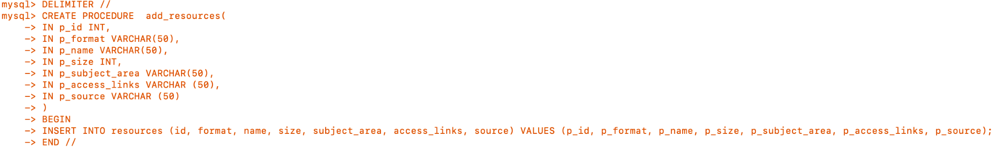 mysql> DELIMITER //
mysql> CREATE PROCEDURE  add_resources(
    -> IN p_id INT,
    -> IN p_format VARCHAR(50),
    -> IN p_name VARCHAR(50),
    -> IN p_size INT,
    -> IN p_subject_area VARCHAR(50),
    -> IN p_access_links VARCHAR (50),
    -> IN p_source VARCHAR (50)
    -> )
    -> BEGIN
    -> INSERT INTO resources (id, format, name, size, subject_area, access_links, source) VALUES (p_id, p_format, p_name, p_size, p_subject_area, p_access_links, p_source);
    -> END //